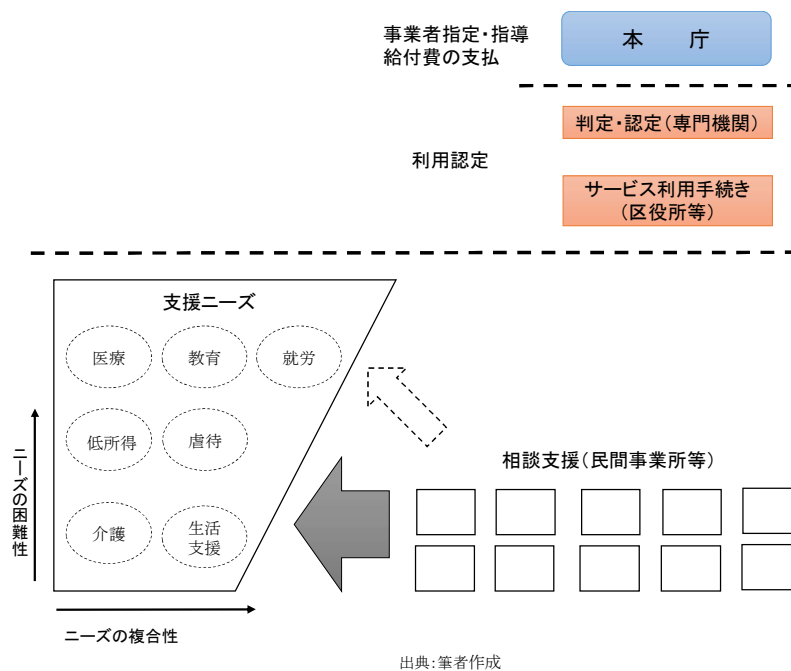 事業者指定・指導
給付費の支払
本　　庁
判定・認定(専門機関)
利用認定
サービス利用手続き
(区役所等)
支援ニーズ
医療
教育
就労
低所得
虐待
介護
生活
支援
ニーズの困難性
ニーズの複合性
相談支援(民間事業所等)
出典:筆者作成